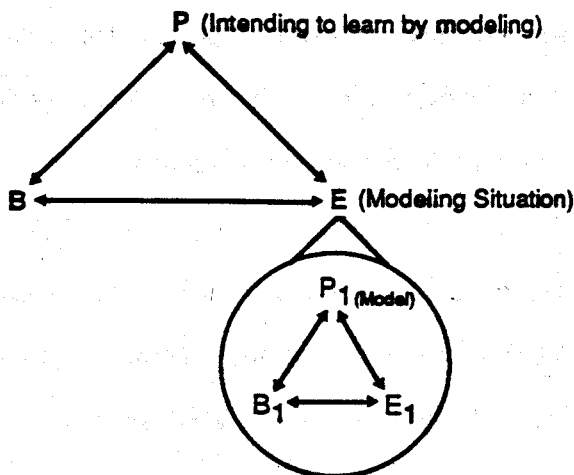 P (Intending to learn by modeling)
B E (Modeling Situation)
P1 (Model)
B1 E1